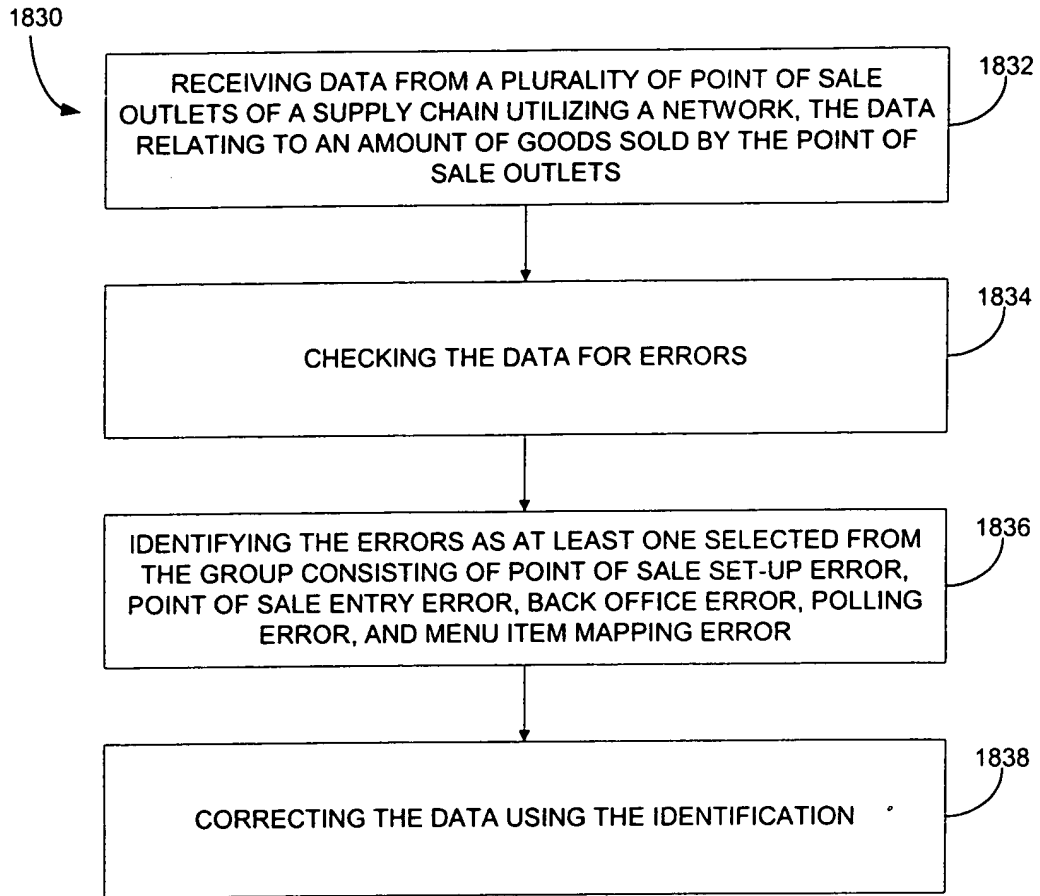 1830
RECEIVING DATA FROM A PLURALITY OF POINT OF SALE
OUTLETS OF A SUPPLY CHAIN UTILIZING A NETWORK, THE DATA
RELATING TO AN AMOUNT OF GOODS SOLD BY THE POINT OF
SALE OUTLETS
1832
CHECKING THE DATA FOR ERRORS
1834
IDENTIFYING THE ERRORS AS AT LEAST ONE SELECTED FROM
THE GROUP CONSISTING OF POINT OF SALE SET-UP ERROR,
POINT OF SALE ENTRY ERROR, BACK OFFICE ERROR, POLLING
ERROR, AND MENU ITEM MAPPING ERROR
1836
CORRECTING THE DATA USING THE IDENTIFICATION
1838